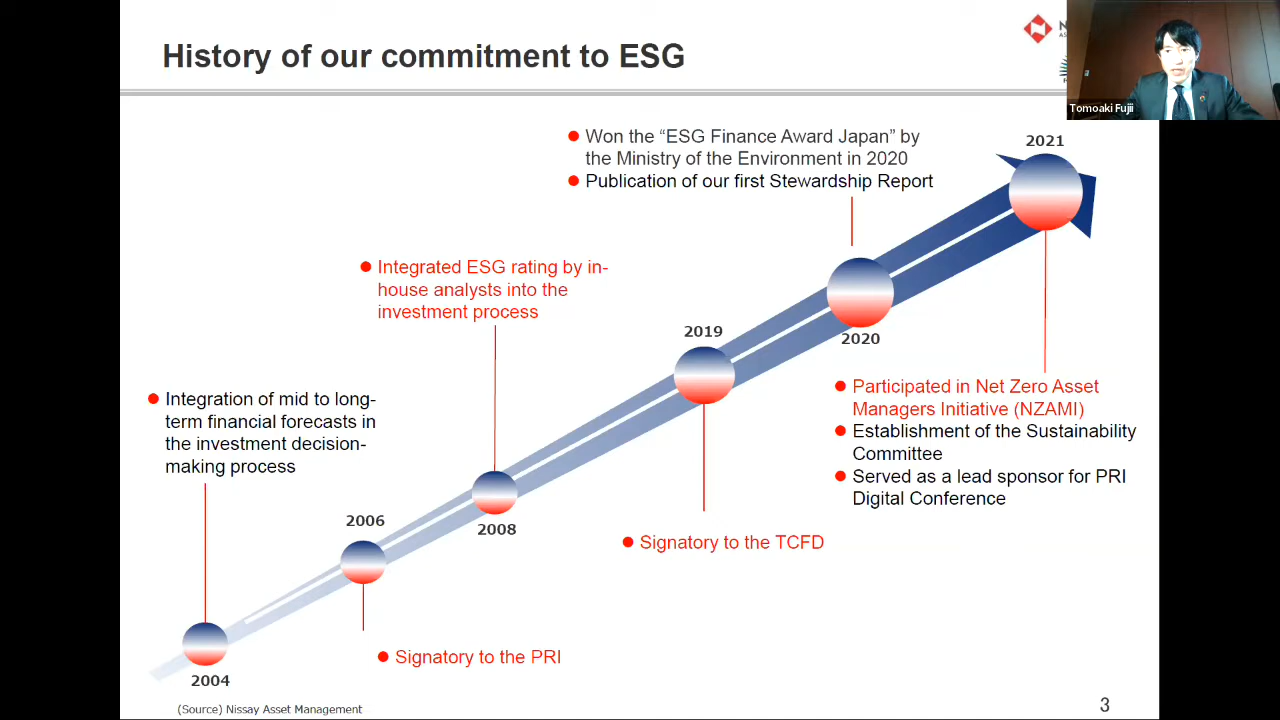 History of our commitment to ESG
Tomoaki Fujii
Won the “ESG Finance Award Japan” by
the Ministry of the Environment in 2020
Publication of our first Stewardship Report
2021
Integrated ESG rating by in-
house analysts into the
investment process
2019
2020
Integration of mid to long-
term financial forecasts in
the investment decision-
making process
Participated in Net Zero Asset
Managers Initiative (NZAMI)
Establishment of the Sustainability
Committee
Served as a lead sponsor for PRI
Digital Conference
2006
2008
Signatory to the TCFD
Signatory to the PRI
2004
(Source) Nissay Asset Management
3